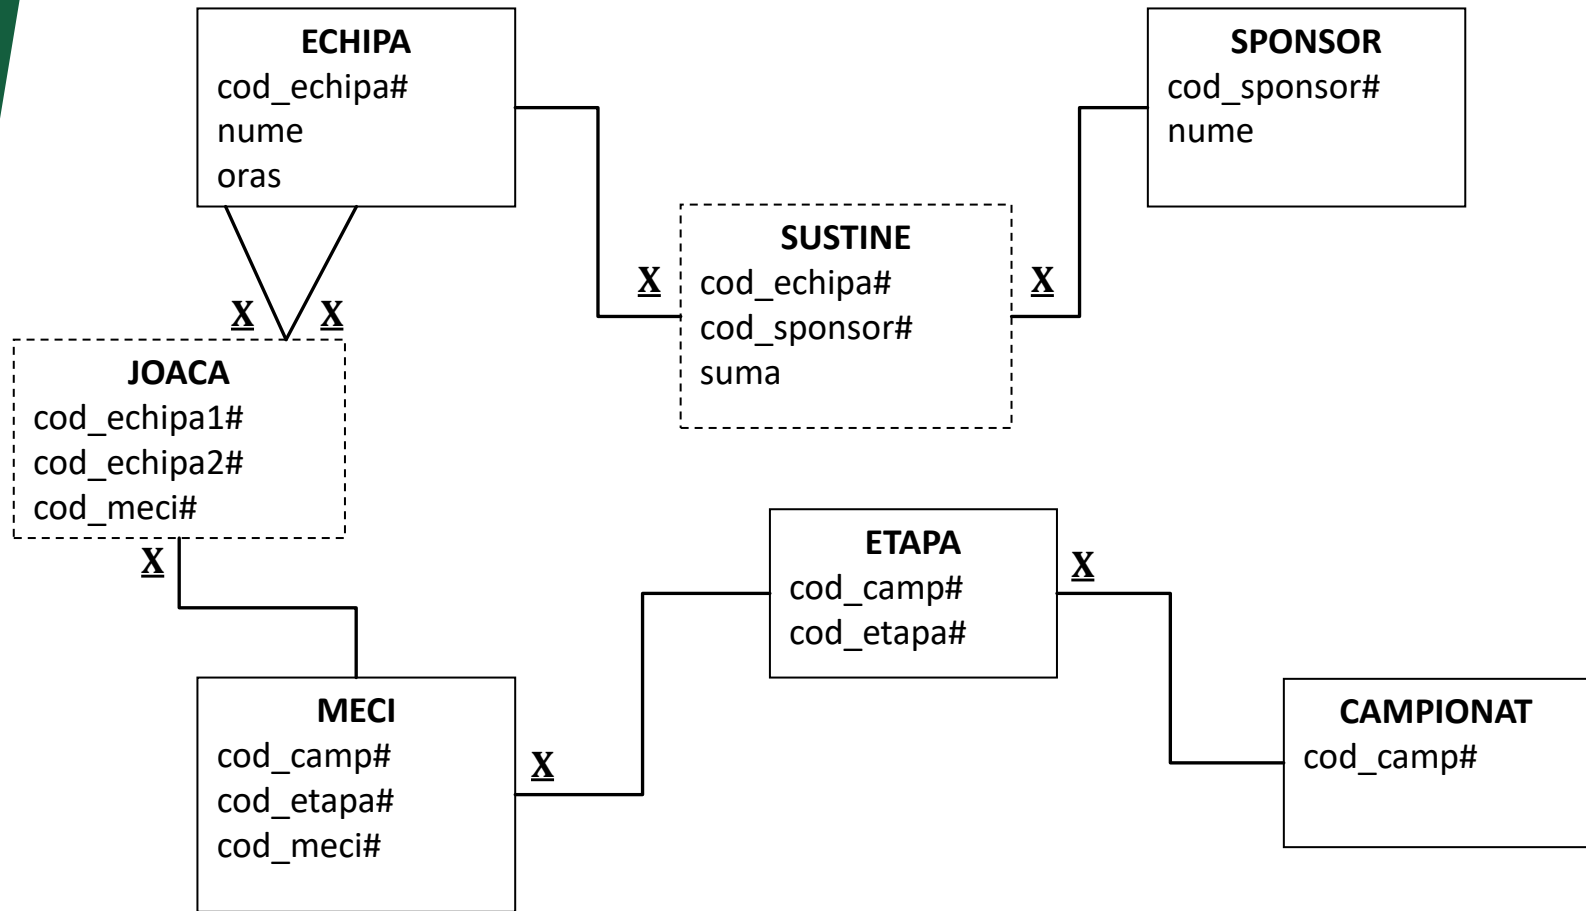 ECHIPA
cod_echipa#
nume
oras
SPONSOR
cod_sponsor#
nume
SUSTINE
cod_echipa#
cod_sponsor#
suma
X
X
X
X
JOACA
cod_echipa1#
cod_echipa2#
cod_meci#
X
ETAPA
cod_camp#
cod_etapa#
X
MECI
cod_camp#
cod_etapa#
cod_meci#
X
CAMPIONAT
cod_camp#